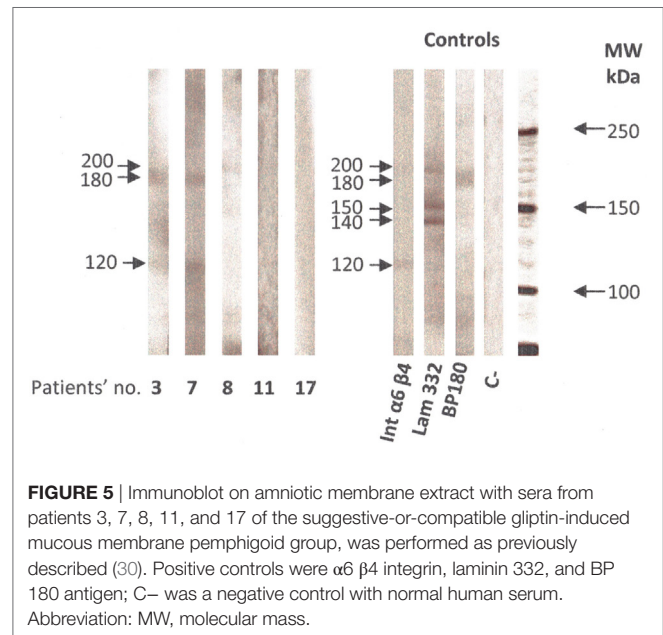 Controls
MW
kDa
250
200
180
200
180
150
150
140
120
120
100
Patients' no. 3 7 8 11 17
Int α6 β4
Lam 332
BP180
C-
FIGURE 5 | Immunoblot on amniotic membrane extract with sera from
patients 3, 7, 8, 11, and 17 of the suggestive-or-compatible gliptin-induced
mucous membrane pemphigoid group, was performed as previously
described (30). Positive controls were α6 β4 integrin, laminin 332, and BP
180 antigen; C− was a negative control with normal human serum.
Abbreviation: MW, molecular mass.